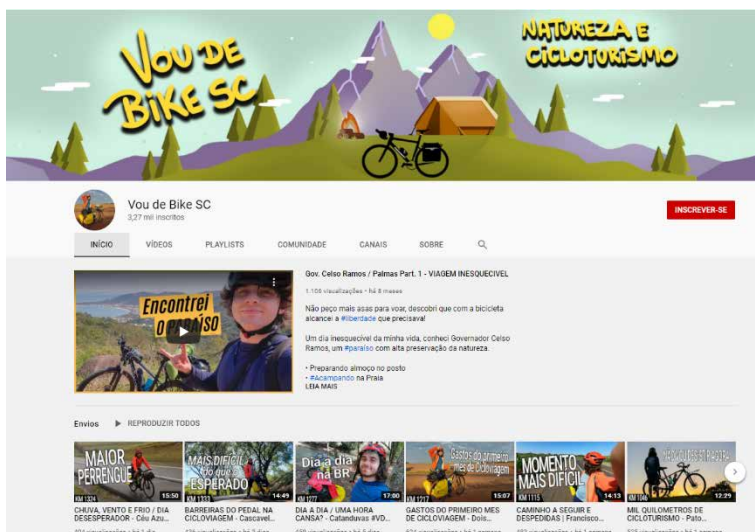 VOU DE
BIKE SC
NATUREZA E
CICLOTURISMO
Vou de Bike SC
3,27 mil inscritos
INSCREVER-SE
INÍCIO VÍDEOS PLAYLISTS COMUNIDADE CANAIS SOBRE
Encontrei
O PARAÍSO
Gov. Celso Ramos / Palmas Part. 1 - VIAGEM INESQUECIVEL
1.106 visualizações • há 8 meses
Não peço mais asas para voar, descobri que com a bicicleta
alcancei a #liberdade que precisava!
Um dia inesquecível da minha vida, conheci Governador Celso
Ramos, um #paraíso com alta preservação da natureza.
• Preparando almoço no posto
• #Acampando na Praia
LEIA MAIS
Envios REPRODUZIR TODOS
MAIOR
PERRENGUE
KM 1324
15:50
MAIS DIFÍCIL
do que o
ESPERADO
KM 1333
14:49
Dia a dia
na BR
KM 1277
17:00
Gastos do primeiro
mes de Cicloviagem
KM 1217
15:07
MOMENTO
MAIS DIFÍCIL
KM 1115
14:13
KM 1046
12:29
CHUVA, VENTO E FRIO / DIA
DESESPERADOR - Céu Azu...
BARREIRAS DO PEDAL NA
CICLOVIAGEM - Cascavel...
DIA A DIA / UMA HORA
CANSA? - Catanduvas #VD...
GASTOS DO PRIMEIRO MES
DE CICLOVIAGEM - Dois...
CAMINHO A SEGUIR E
DESPEDIDAS | Francisco...
MIL QUILOMETROS DE
CICLOTURISMO - Pato...